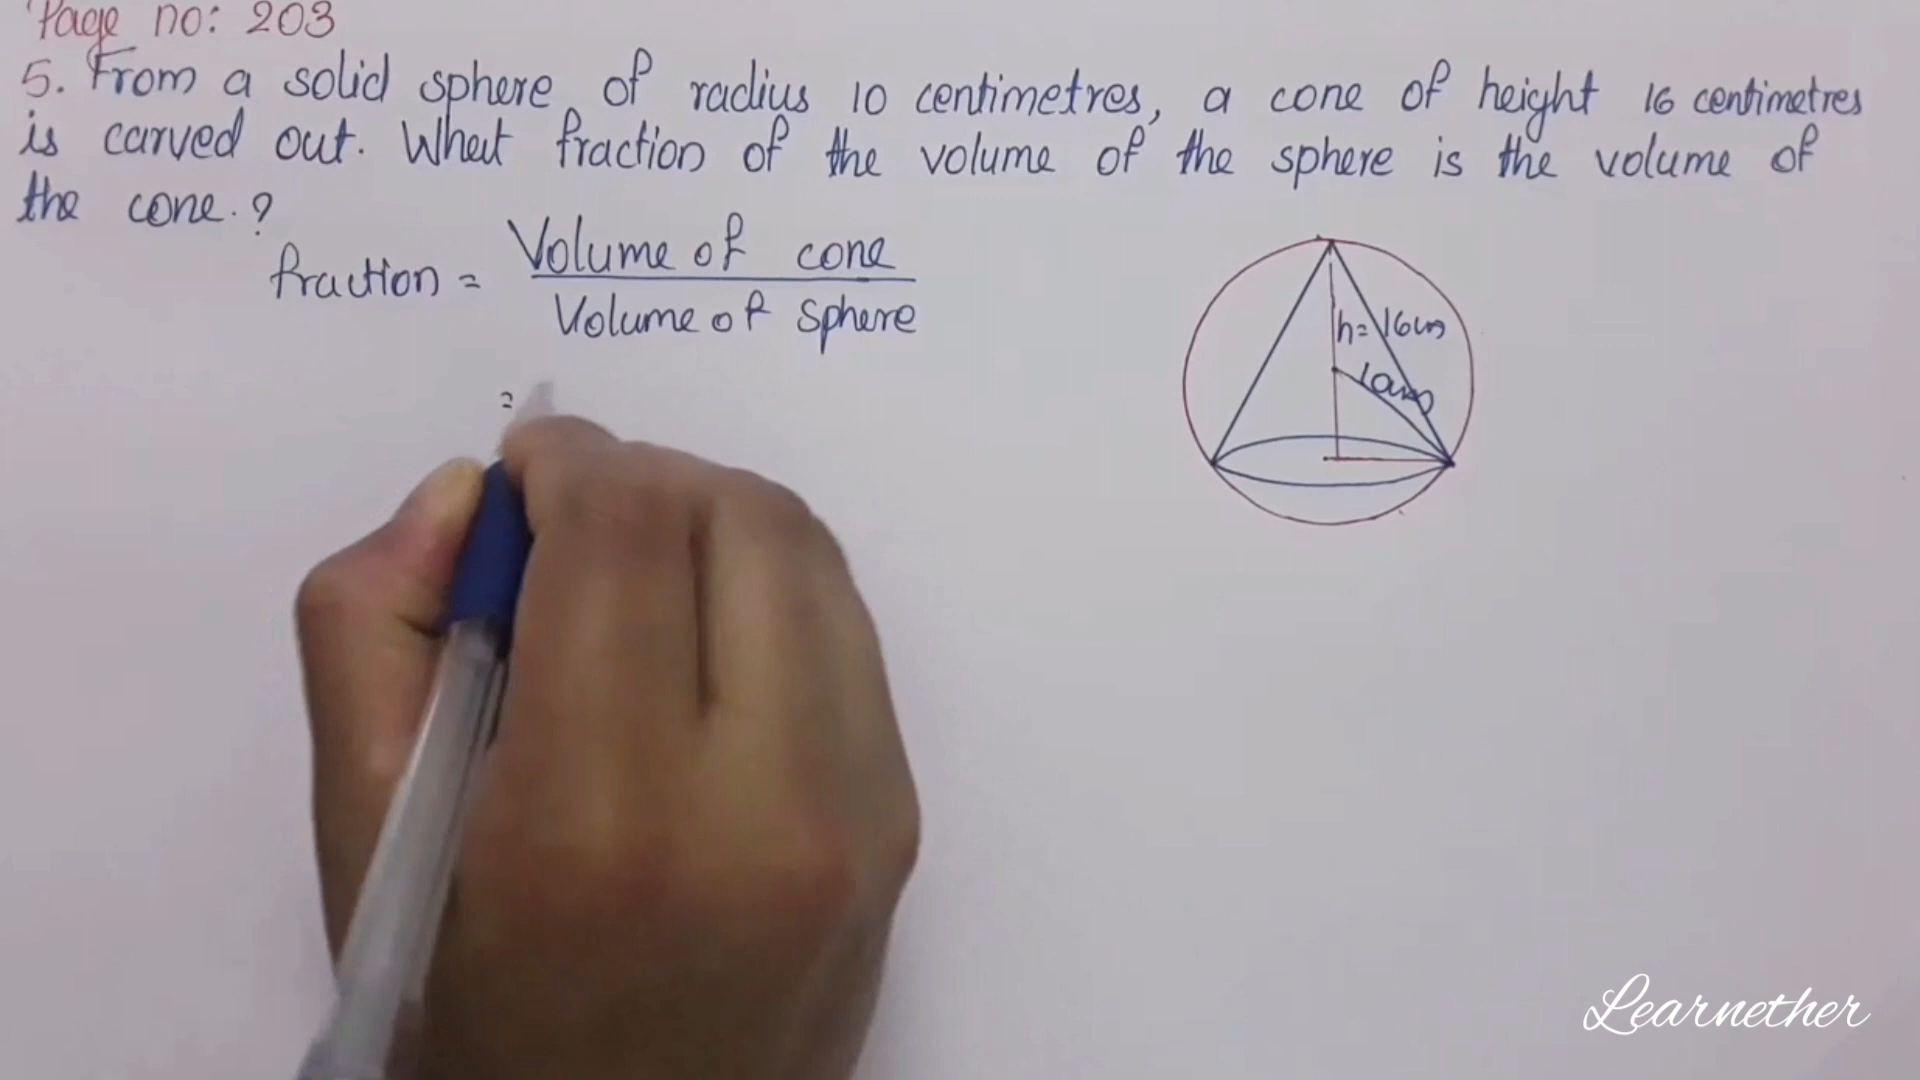 Page no: 203
5. From a solid sphere of radius 10 centimetres, a cone of height 16 centimetres
is carved out. What fraction of the volume of the sphere is the volume of
the cone.?
fraction = Volume of cone
Volume of sphere
=
h=16cm
10cm
Learnether